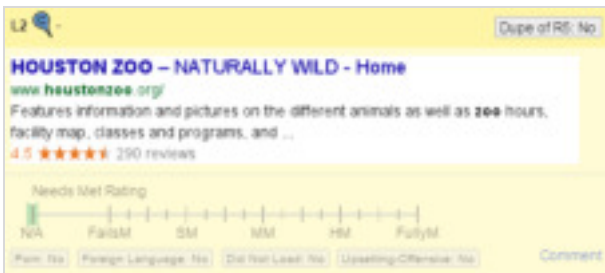 L2 -
Dupe of R5: No
HOUSTON ZOO – NATURALLY WILD - Home
www.houstonzoo.org/
Features information and pictures on the different animals as well as zoo hours,
facility map, classes and programs, and ...
4.5 ★★★★★ 290 reviews
Needs Met Rating
N/A FailsM SM MM HM FullyM
Porn: No Foreign Language: No Did Not Load: No Upsetting-Offensive: No Comment